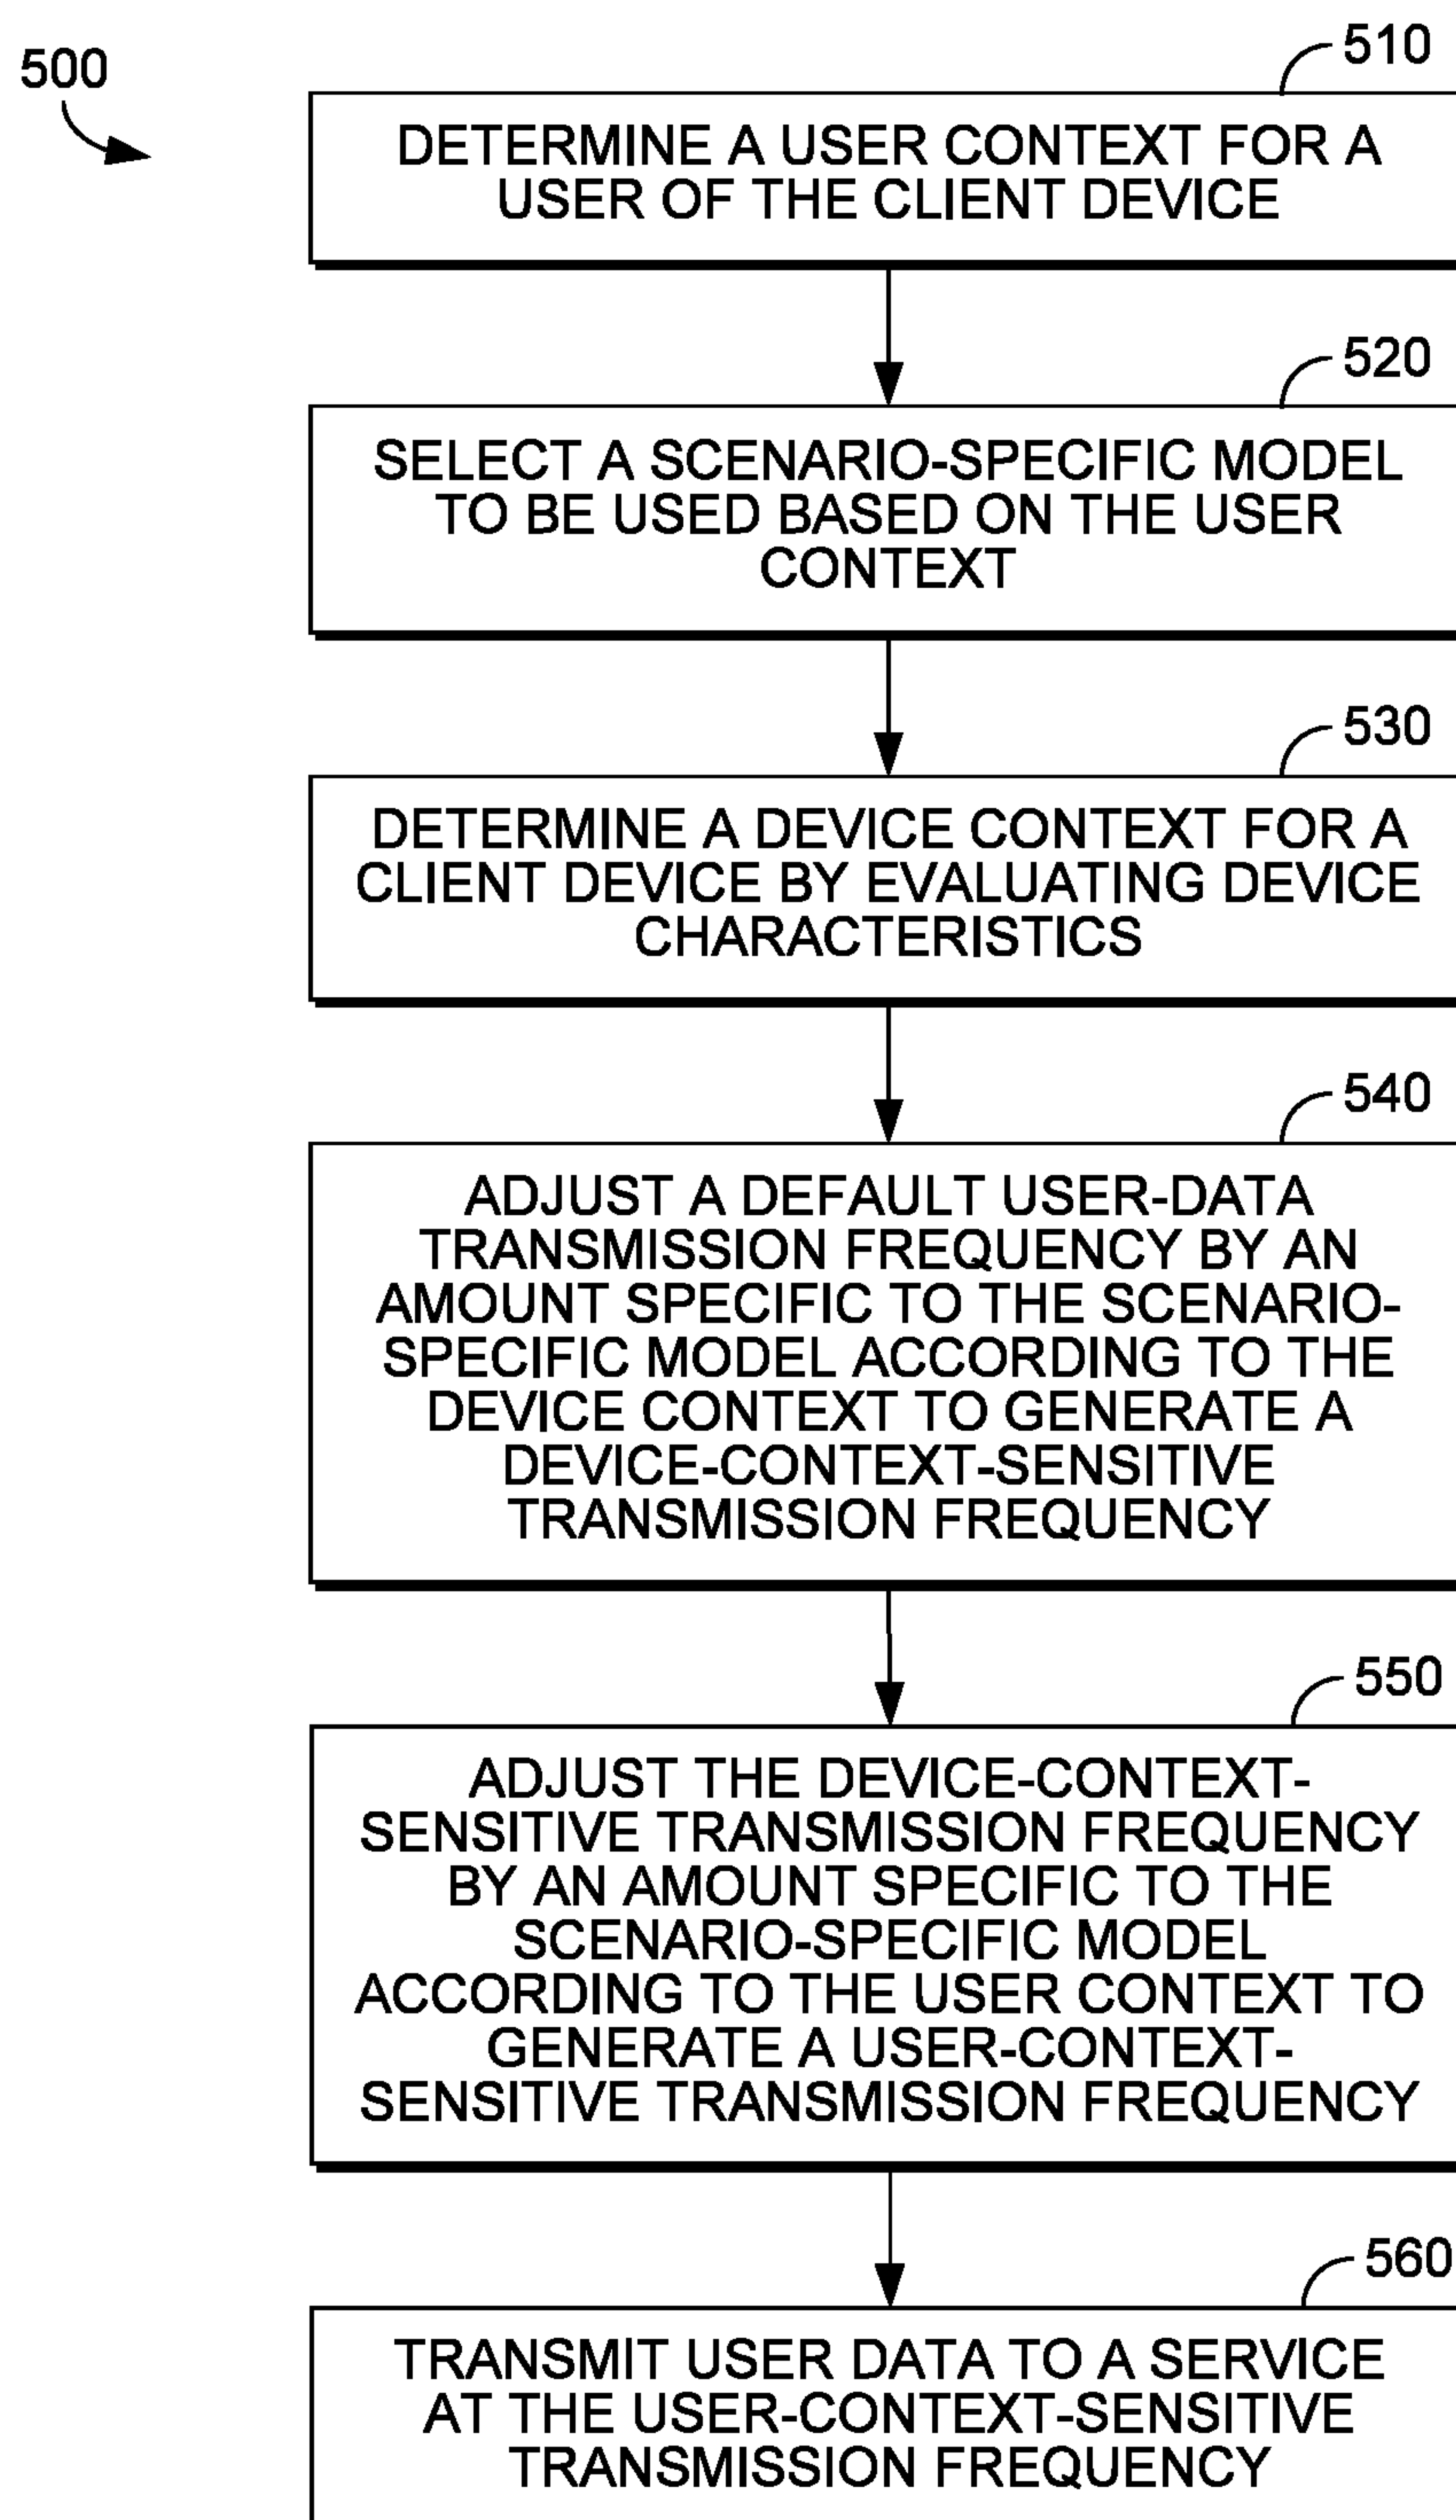 500
510
DETERMINE A USER CONTEXT FOR A
USER OF THE CLIENT DEVICE
520
SELECT A SCENARIO-SPECIFIC MODEL
TO BE USED BASED ON THE USER
CONTEXT
530
DETERMINE A DEVICE CONTEXT FOR A
CLIENT DEVICE BY EVALUATING DEVICE
CHARACTERISTICS
540
ADJUST A DEFAULT USER-DATA
TRANSMISSION FREQUENCY BY AN
AMOUNT SPECIFIC TO THE SCENARIO-
SPECIFIC MODEL ACCORDING TO THE
DEVICE CONTEXT TO GENERATE A
DEVICE-CONTEXT-SENSITIVE
TRANSMISSION FREQUENCY
550
ADJUST THE DEVICE-CONTEXT-
SENSITIVE TRANSMISSION FREQUENCY
BY AN AMOUNT SPECIFIC TO THE
SCENARIO-SPECIFIC MODEL
ACCORDING TO THE USER CONTEXT TO
GENERATE A USER-CONTEXT-
SENSITIVE TRANSMISSION FREQUENCY
560
TRANSMIT USER DATA TO A SERVICE
AT THE USER-CONTEXT-SENSITIVE
TRANSMISSION FREQUENCY